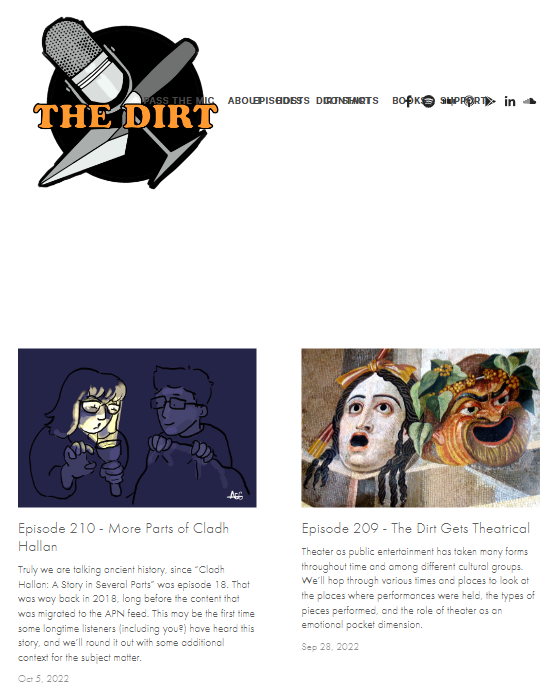 THE DIRT
PASS THE MIC ABOUT EPISODES HOSTS DIRT SHIRTS CONTACT BOOKS SUPPORT
AGS
Episode 210 - More Parts of Cladh
Hallan
Truly we are talking ancient history, since “Cladh
Hallan: A Story in Several Parts” was episode 18. That
was way back in 2018, long before the content that
was migrated to the APN feed. This may be the first time
some longtime listeners (including you?) have heard this
story, and we’ll round it out with some additional
context for the subject matter.
Oct 5, 2022
Episode 209 - The Dirt Gets Theatrical
Theater as public entertainment has taken many forms
throughout time and among different cultural groups.
We’ll hop through various times and places to look at
the places where performances were held, the types of
pieces performed, and the role of theater as an
emotional pocket dimension.
Sep 28, 2022